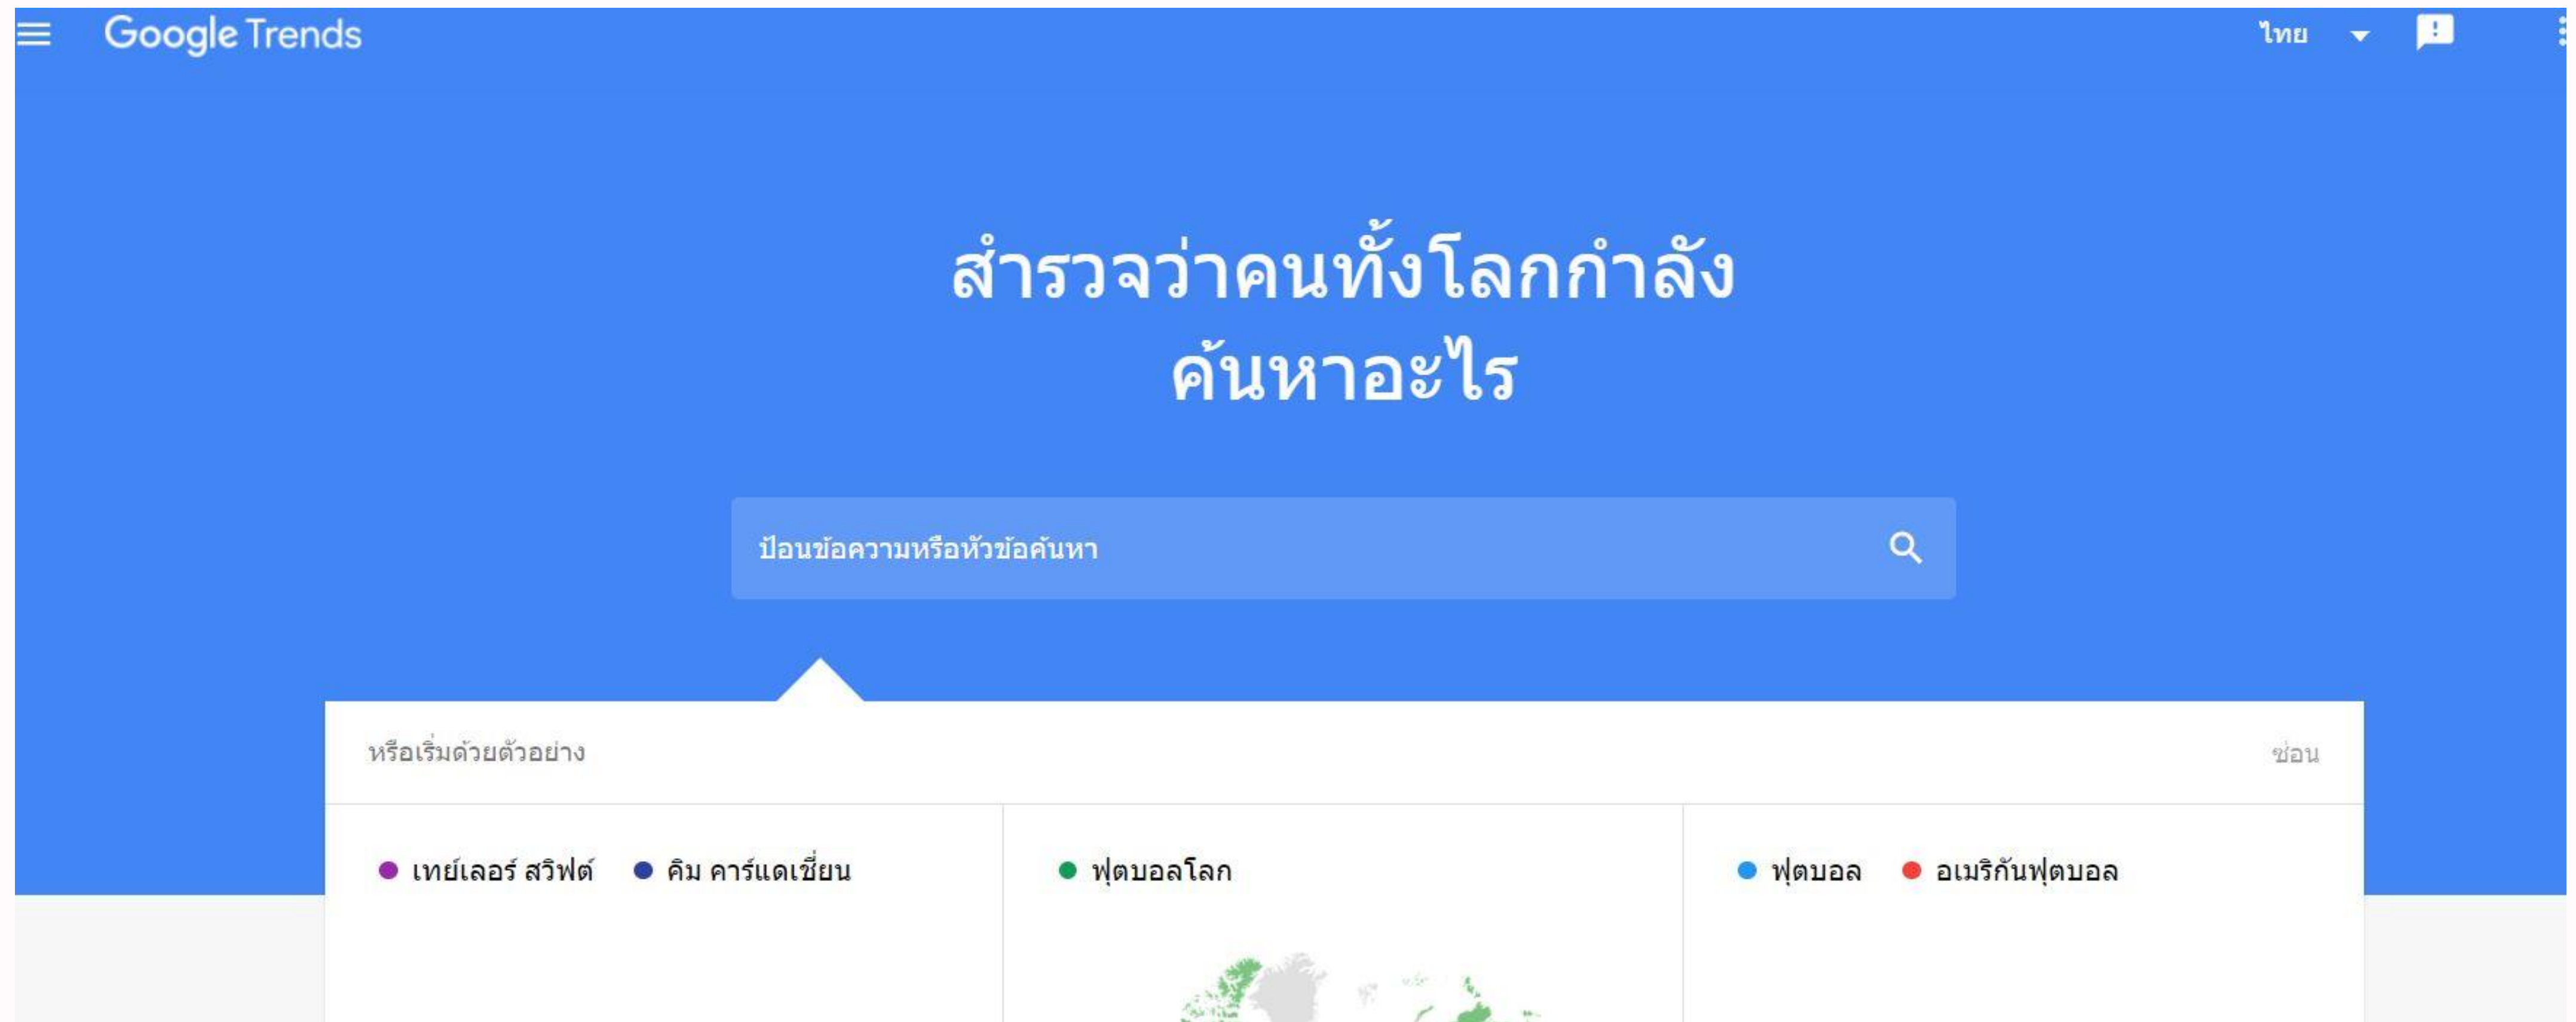 Google Trends
ไทย
สำรวจว่าคนทั้งโลกกำลัง
ค้นหาอะไร
ป้อนข้อความหรือหัวข้อค้นหา
หรือเริ่มด้วยตัวอย่าง
ซ่อน
เทย์เลอร์ สวิฟต์ คิม คาร์แดเชี่ยน
ฟุตบอลโลก
ฟุตบอล อเมริกันฟุตบอล